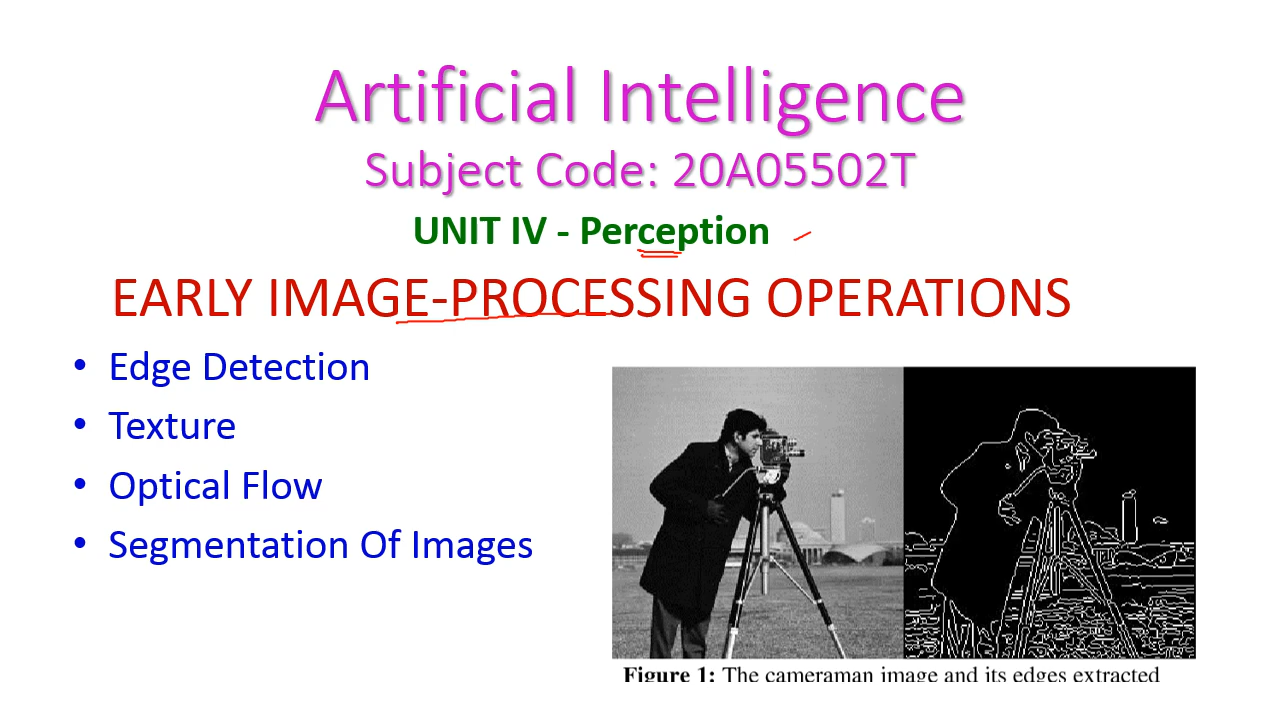 Artificial Intelligence
Subject Code: 20A05502T
UNIT IV - Perception
EARLY IMAGE-PROCESSING OPERATIONS
• Edge Detection
• Texture
• Optical Flow
• Segmentation Of Images
Figure 1: The cameraman image and its edges extracted